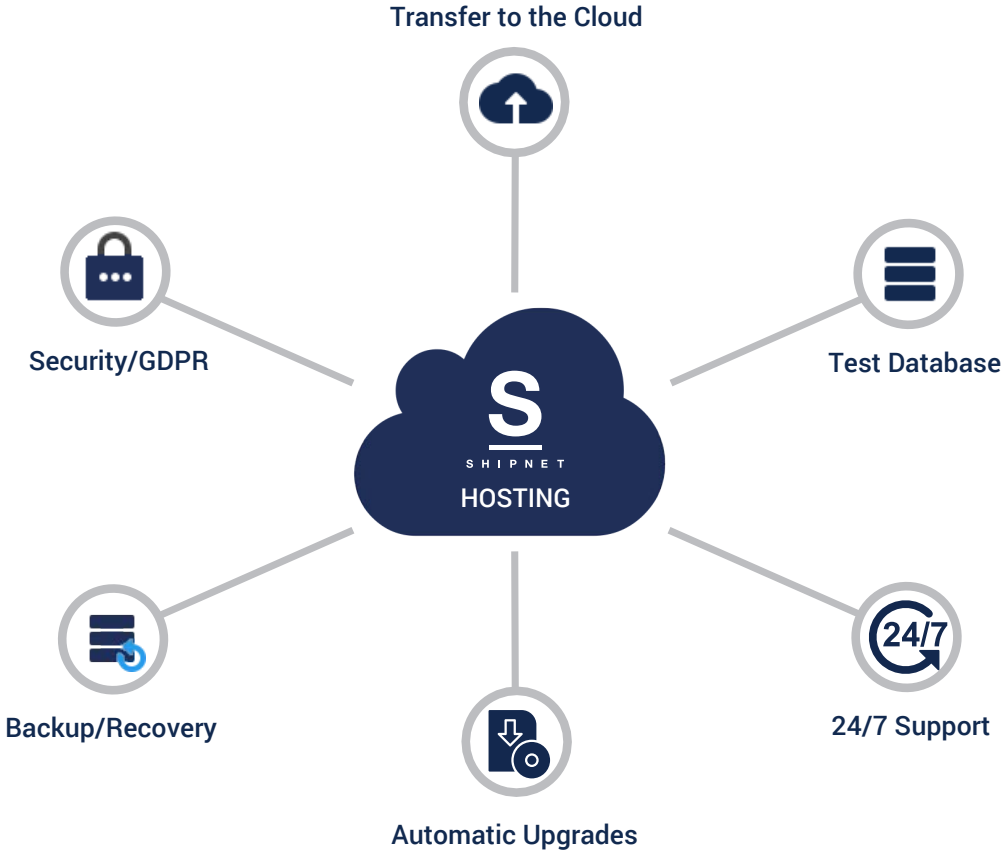 Transfer to the Cloud
Security/GDPR
Test Database
S
SHIPNET
HOSTING
Backup/Recovery
24/7
24/7 Support
Automatic Upgrades